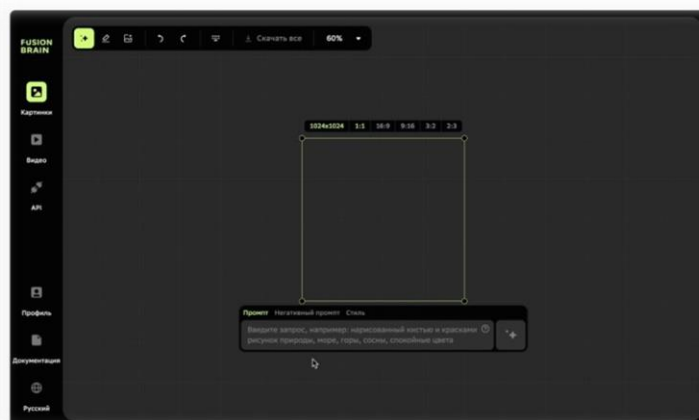 FUSION
BRAIN
Скачать все
60%
Картинки
Видео
API
1024x1024 1:1 16:9 9:16 3:2 2:3
Промпт Негативный промпт Стиль
Введите запрос, например: нарисованный кистью и красками
рисунок природы, море, горы, сосны, спокойные цвета
Профиль
Документация
Русский